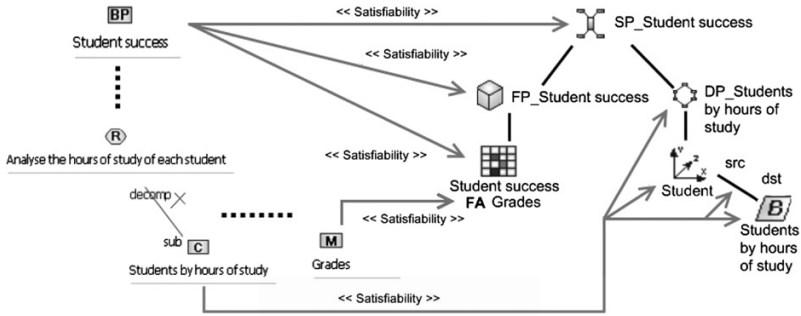 BP
Student success
<< Satisfiability >>
SP_Student success
<< Satisfiability >>
FP_Student success
DP_Students
by hours of
study
R
Analyse the hours of study of each student
<< Satisfiability >>
Student success
FA Grades
Y
Z
X
Student
src
dst
B
Students
by hours
of study
decomp
sub
C
Students by hours of study
M
Grades
<< Satisfiability >>
<< Satisfiability >>